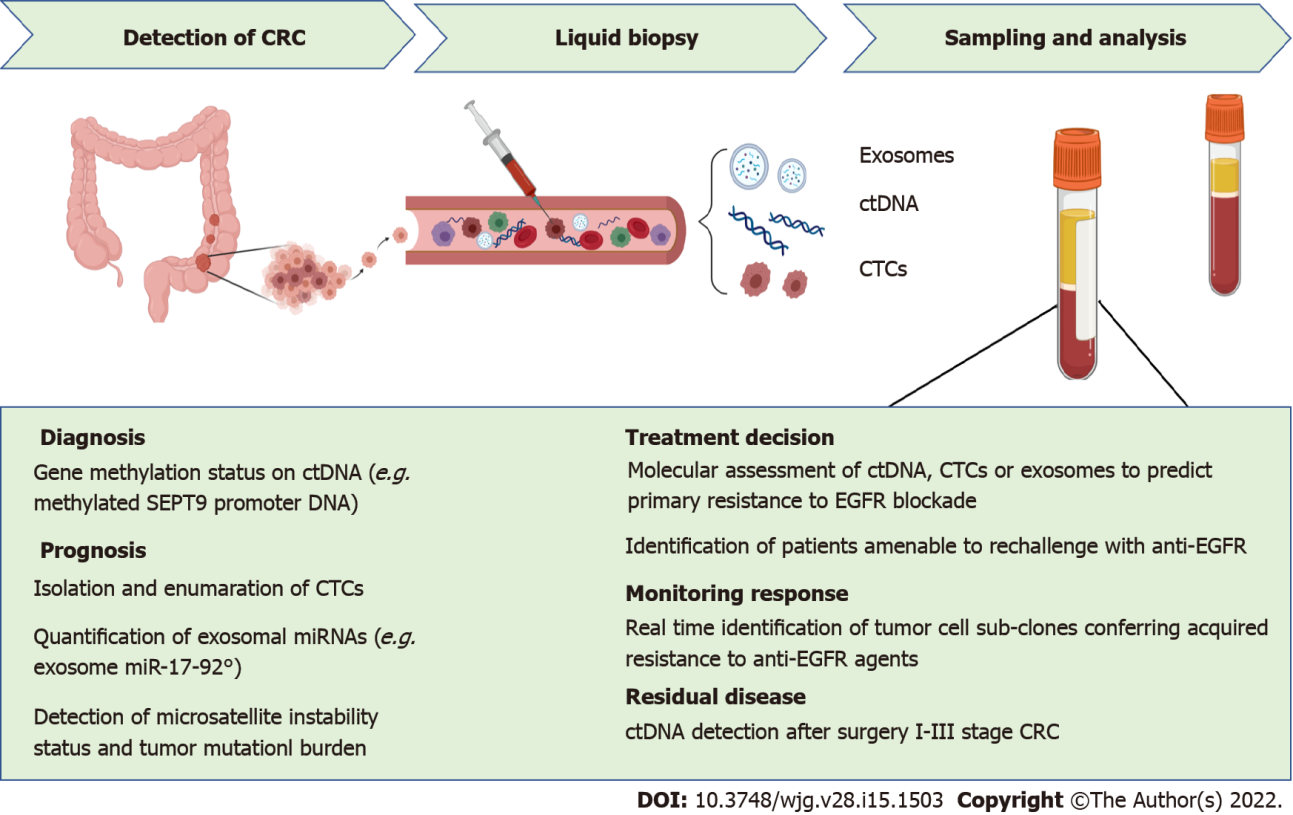 Detection of CRC
Liquid biopsy
Sampling and analysis
Exosomes
ctDNA
CTCs
Diagnosis
Gene methylation status on ctDNA (e.g.
methylated SEPT9 promoter DNA)
Prognosis
Isolation and enumaration of CTCs
Quantification of exosomal miRNAs (e.g.
exosome miR-17-92°)
Detection of microsatellite instability
status and tumor mutationl burden
Treatment decision
Molecular assessment of ctDNA, CTCs or exosomes to predict
primary resistance to EGFR blockade
Identification of patients amenable to rechallenge with anti-EGFR
Monitoring response
Real time identification of tumor cell sub-clones conferring acquired
resistance to anti-EGFR agents
Residual disease
ctDNA detection after surgery I-III stage CRC
DOI: 10.3748/wjg.v28.i15.1503 Copyright ©The Author(s) 2022.